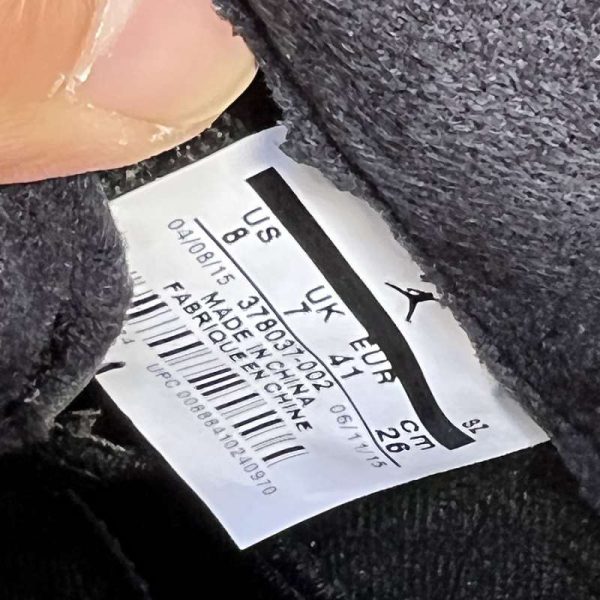 US UK EUR cm
8 7 41 26
04/08/15 378037-002 06/11/15
MADE IN CHINA
FABRIQUE EN CHINE
UPC 00888410240970